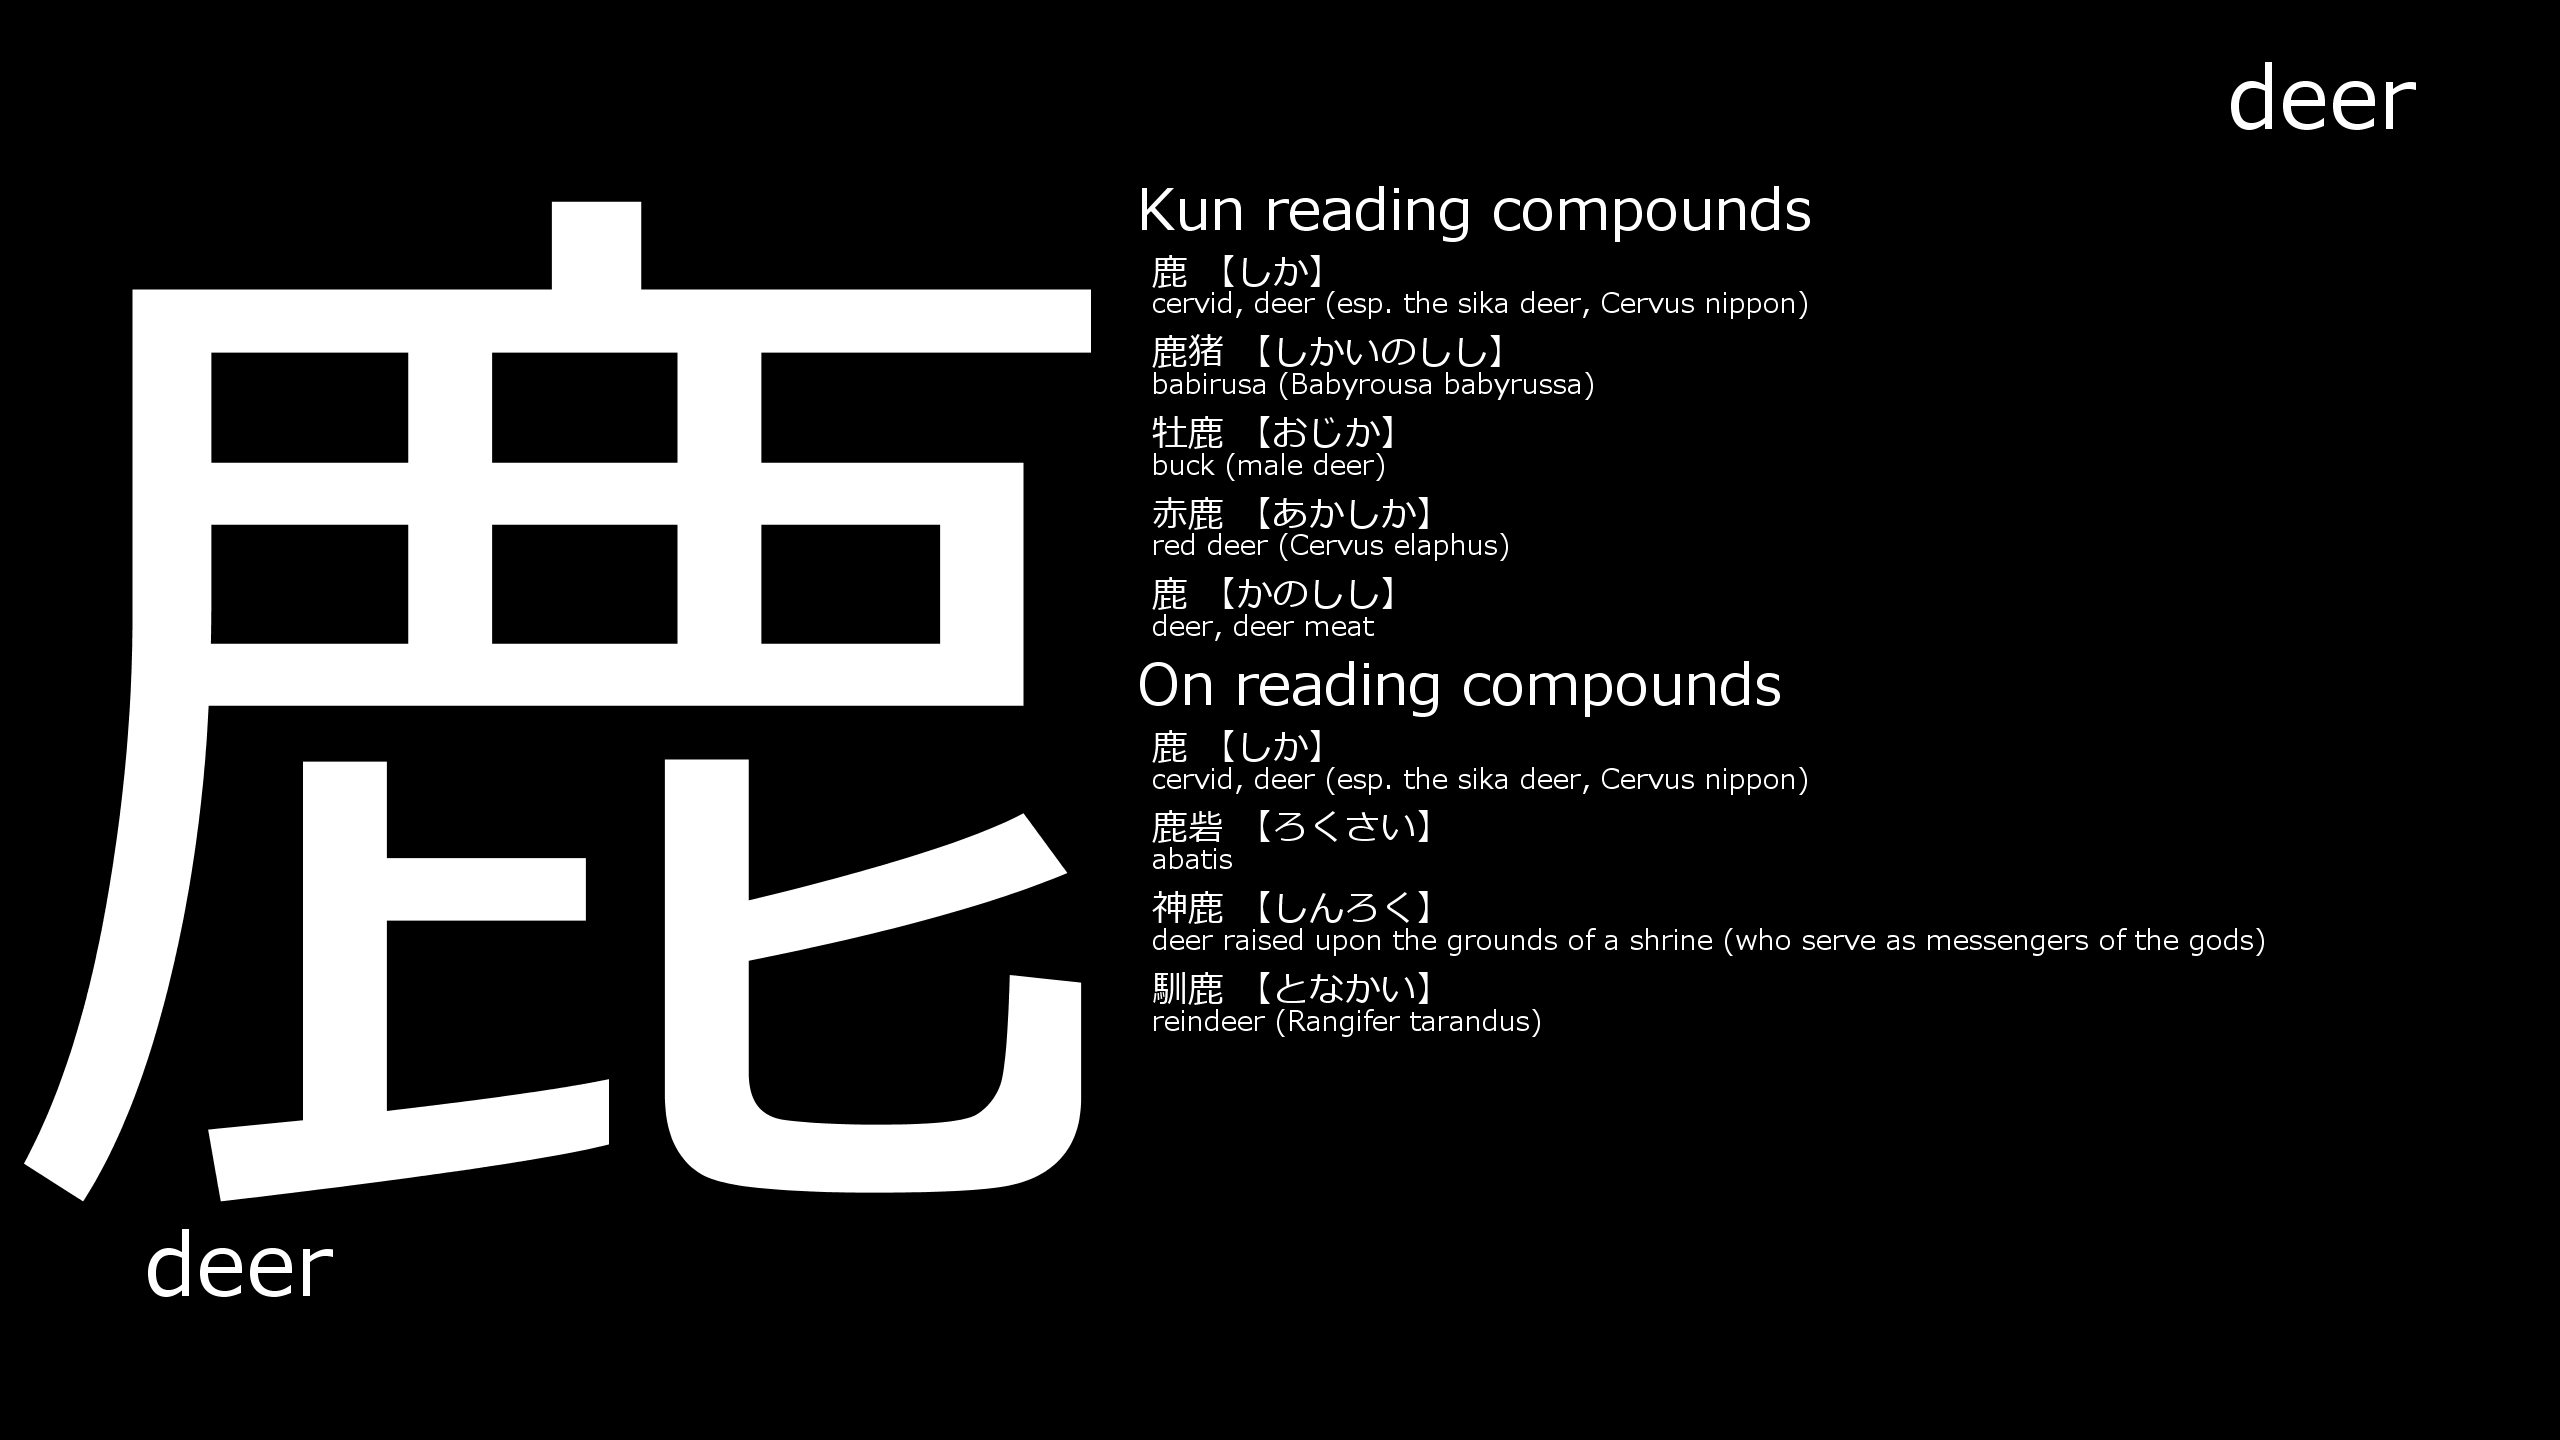 deer
鹿
Kun reading compounds
鹿 【しか】
cervid, deer (esp. the sika deer, Cervus nippon)
鹿猪 【しかいのしし】
babirusa (Babyrousa babyrussa)
牡鹿 【おじか】
buck (male deer)
赤鹿 【あかしか】
red deer (Cervus elaphus)
鹿 【かのしし】
deer, deer meat
On reading compounds
鹿 【しか】
cervid, deer (esp. the sika deer, Cervus nippon)
鹿砦 【ろくさい】
abatis
神鹿 【しんろく】
deer raised upon the grounds of a shrine (who serve as messengers of the gods)
馴鹿 【となかい】
reindeer (Rangifer tarandus)
deer